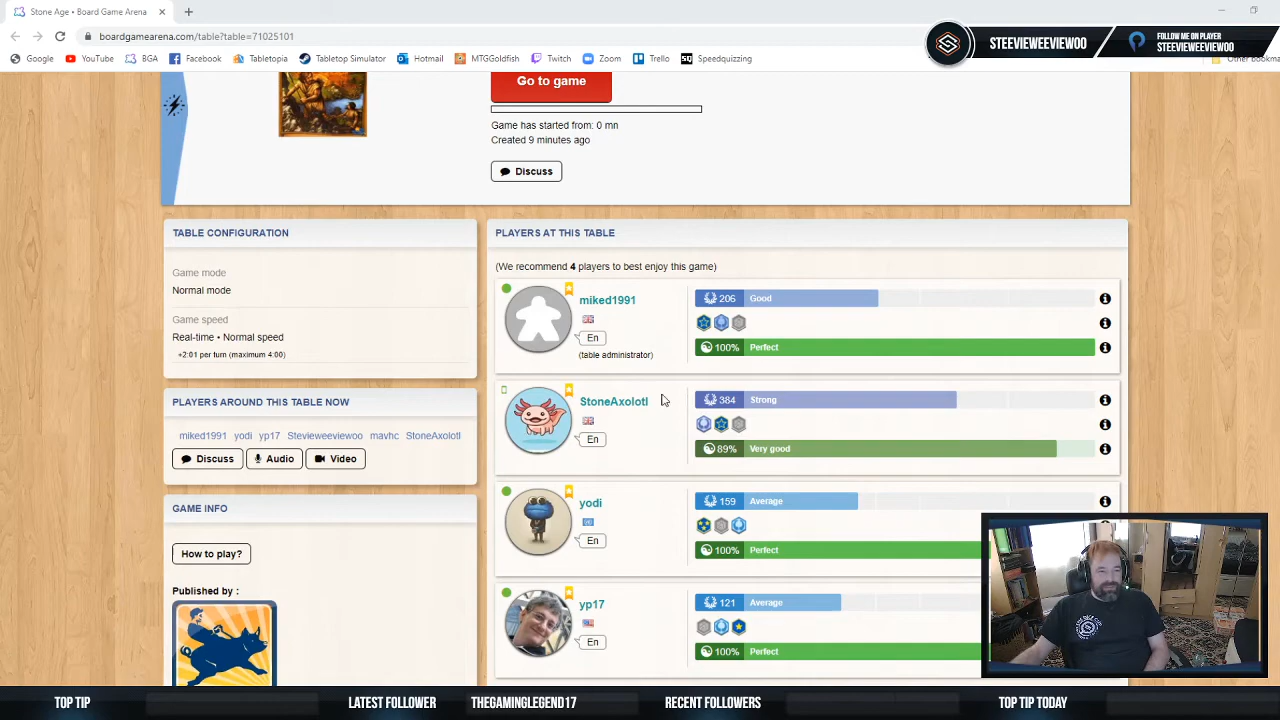 Stone Age • Board Game Arena
boardgamearena.com/table?table=71025101
Google YouTube BGA Facebook Tabletopia Tabletop Simulator Hotmail MTGGoldfish Twitch Zoom Trello Speedquizzing
STEEVIEWEEVIEWOO
FOLLOW ME ON PLAYER
STEEVIEWEEVIEWOO
Other bookma
Go to game
Game has started from: 0 mn
Created 9 minutes ago
Discuss
TABLE CONFIGURATION
Game mode
Normal mode
Game speed
Real-time • Normal speed
+2:01 per turn (maximum 4:00)
PLAYERS AROUND THIS TABLE NOW
miked1991 yodi yp17 Stevieweeviewoo mavhc StoneAxolotl
Discuss Audio Video
GAME INFO
How to play?
Published by :
PLAYERS AT THIS TABLE
(We recommend 4 players to best enjoy this game)
miked1991
En
(table administrator)
206 Good
100% Perfect
StoneAxolotl
En
384 Strong
89% Very good
yodi
En
159 Average
100% Perfect
yp17
En
121 Average
100% Perfect
TOP TIP
LATEST FOLLOWER
THEGAMINGLEGEND17
RECENT FOLLOWERS
TOP TIP TODAY